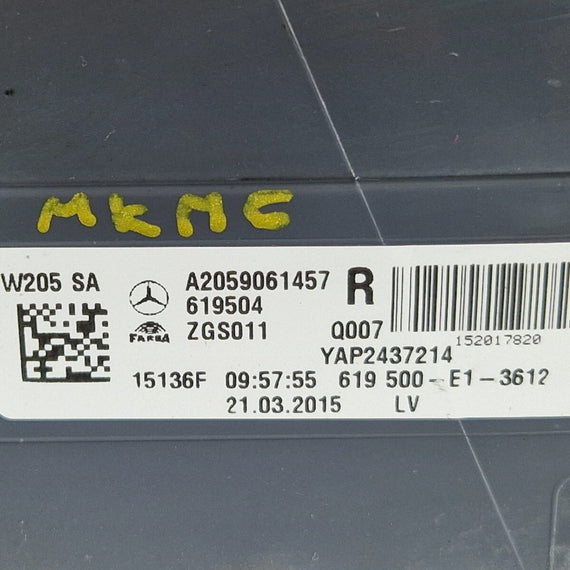 MKMC
W205 SA
A2059061457 R
619504
FARBA ZGS011 Q007
152017820
YAP2437214
15136F 09:57:55 619 500-E1-3612
21.03.2015 LV